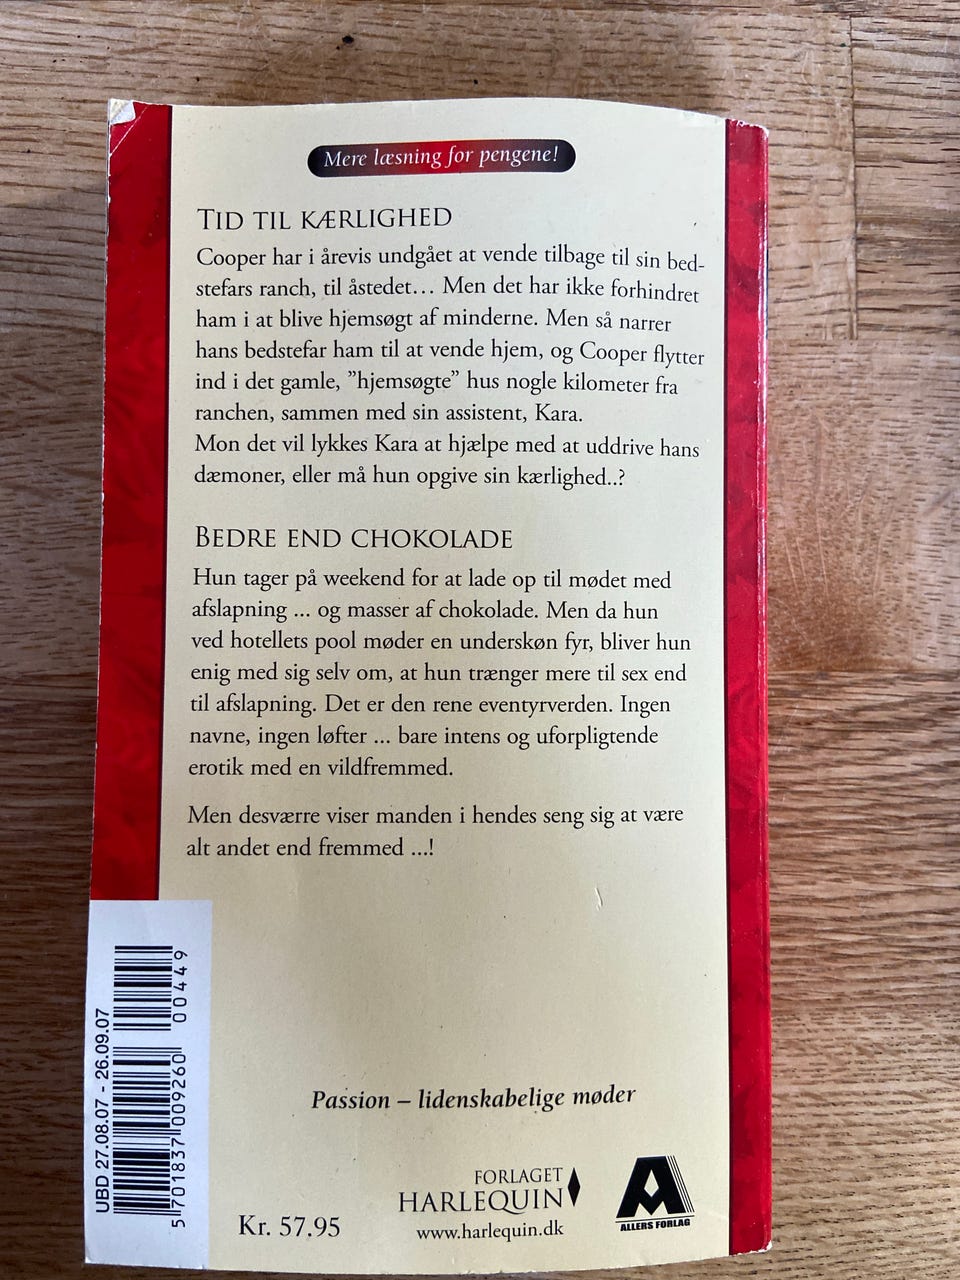 Mere læsning for pengene!
TID TIL KÆRLIGHED
Cooper har i årevis undgået at vende tilbage til sin bed-
stefars ranch, til åstedet… Men det har ikke forhindret
ham i at blive hjemsøgt af minderne. Men så narrer
hans bedstefar ham til at vende hjem, og Cooper flytter
ind i det gamle, ”hjemsøgte” hus nogle kilometer fra
ranchen, sammen med sin assistent, Kara.
Mon det vil lykkes Kara at hjælpe med at uddrive hans
dæmoner, eller må hun opgive sin kærlighed..?
BEDRE END CHOKOLADE
Hun tager på weekend for at lade op til mødet med
afslapning ... og masser af chokolade. Men da hun
ved hotellets pool møder en underskøn fyr, bliver hun
enig med sig selv om, at hun trænger mere til sex end
til afslapning. Det er den rene eventyrverden. Ingen
navne, ingen løfter ... bare intens og uforpligtende
erotik med en vildfremmed.
Men desværre viser manden i hendes seng sig at være
alt andet end fremmed ...!
UBD 27.08.07 - 26.09.07
5 701837 009260
00449
Passion – lidenskabelige møder
Kr. 57.95
FORLAGET
HARLEQUIN
www.harlequin.dk
A
ALLERS FORLAG